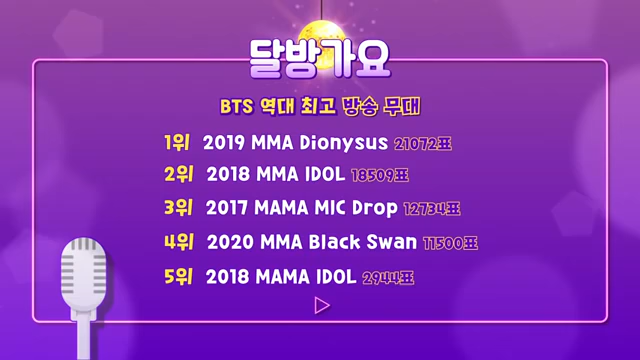 달방가요
BTS 역대 최고 방송 무대
1위 2019 MMA Dionysus 21072표
2위 2018 MMA IDOL 18509표
3위 2017 MAMA MIC Drop 12734표
4위 2020 MMA Black Swan 11500표
5위 2018 MAMA IDOL 2944표